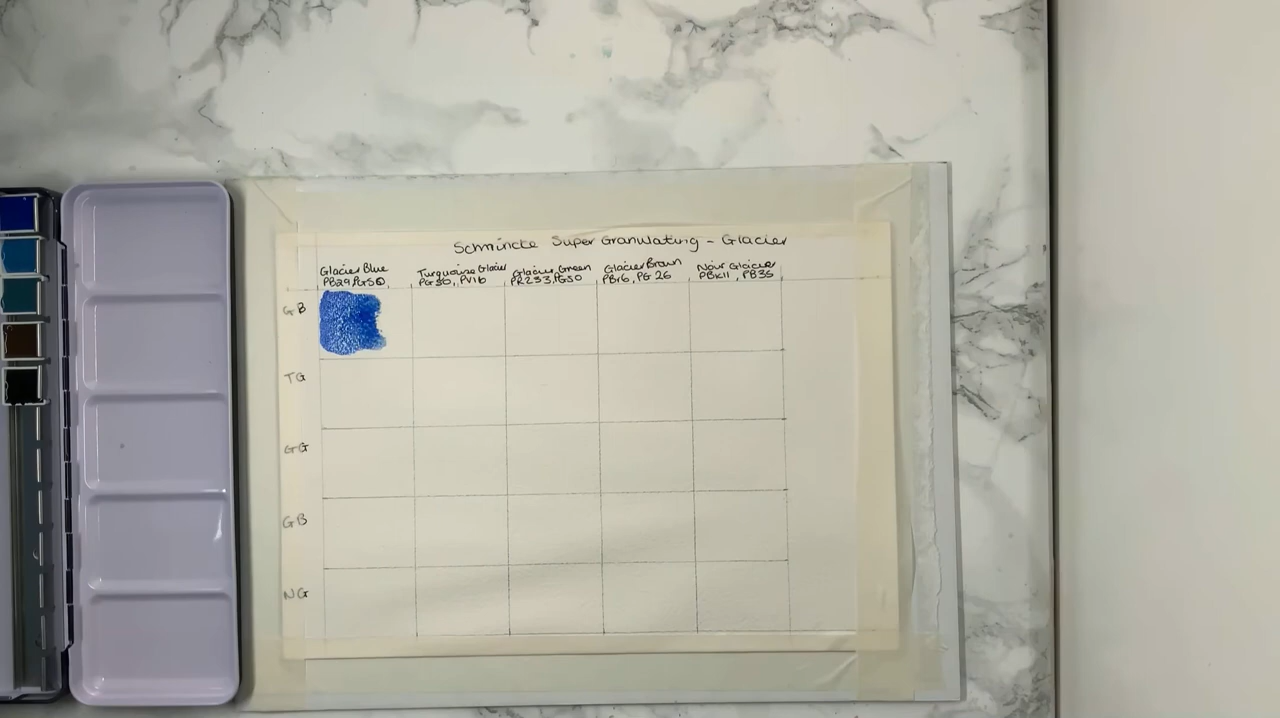 Schmincke Super Granulating - Glacier
Glacier Blue Turquoise Glacier Glacier Green Glacier Brown Noir Glacier
PB29, PG50 PG50, PV16 PR233, PG50 PBr6, PG26 PBK11, PB36
GB
TG
GG
GB
NG